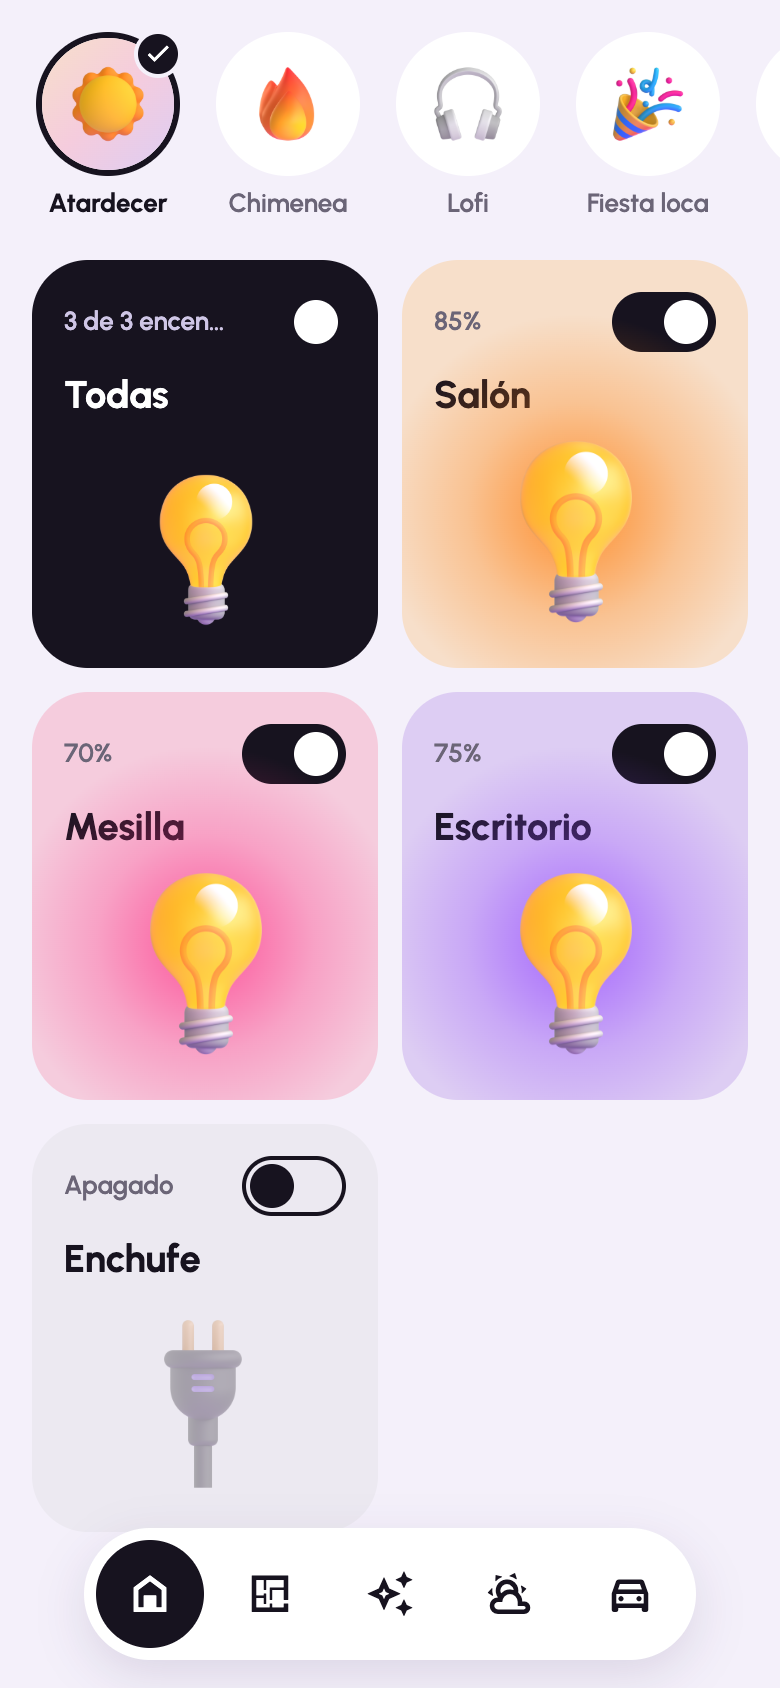 Atardecer
Chimenea
Lofi
Fiesta loca
3 de 3 encen...
Todas
85%
Salón
70%
Mesilla
75%
Escritorio
Apagado
Enchufe